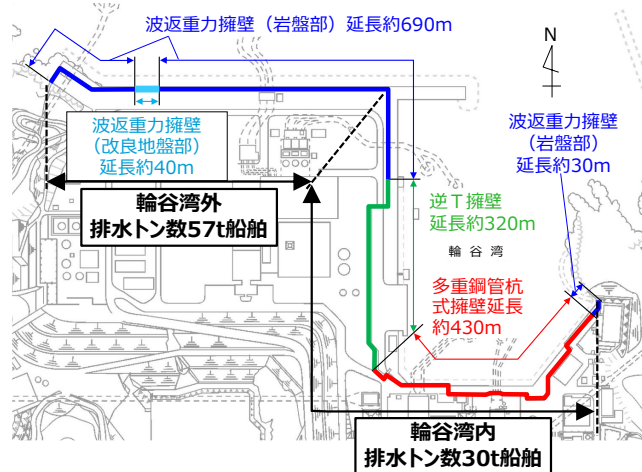 波返重力擁壁（岩盤部）延長約690m
N
波返重力擁壁
（改良地盤部）
延長約40m
波返重力擁壁
（岩盤部）
延長約30m
輪谷湾外
排水トン数57t船舶
逆Ｔ擁壁
延長約320m
輪谷湾
多重鋼管杭
式擁壁延長
約430m
輪谷湾内
排水トン数30t船舶